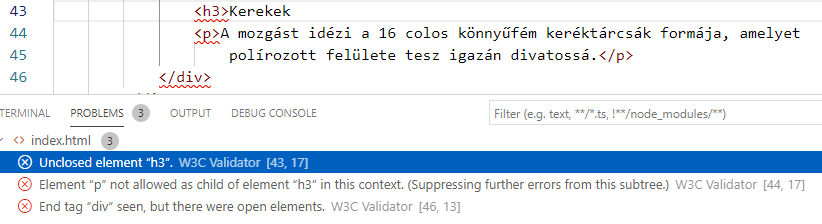 43 <h3>Kerekek
44 <p>A mozgást idézi a 16 colos könnyűfém keréktárcsák formája, amelyet
45 polírozott felülete tesz igazán divatossá.</p>
46 </div>
TERMINAL PROBLEMS 3 OUTPUT DEBUG CONSOLE Filter (e.g. text, **/*.ts, !**/node_modules/**)
<> index.html 3
Unclosed element “h3”. W3C Validator [43, 17]
Element “p” not allowed as child of element “h3” in this context. (Suppressing further errors from this subtree.) W3C Validator [44, 17]
End tag “div” seen, but there were open elements. W3C Validator [46, 13]